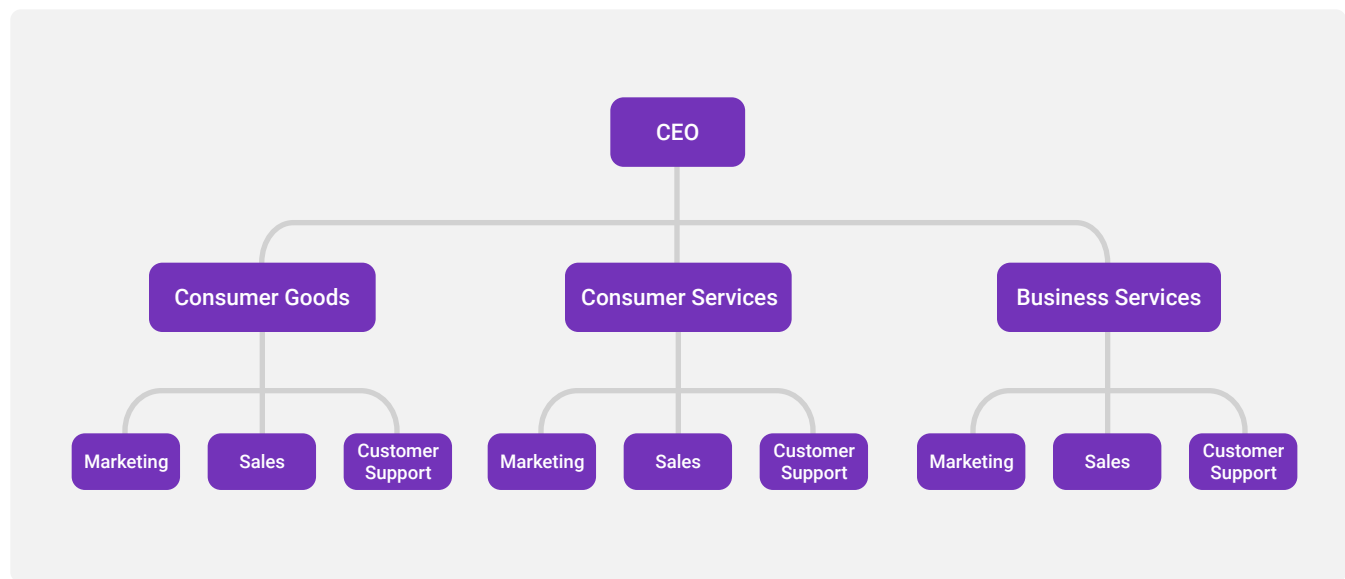 CEO
Consumer Goods
Consumer Services
Business Services
Marketing
Sales
Customer
Support
Marketing
Sales
Customer
Support
Marketing
Sales
Customer
Support